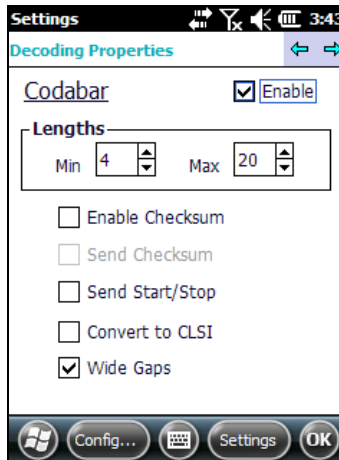 Settings 3:43
Decoding Properties
Codabar Enable
Lengths
Min 4 Max 20
Enable Checksum
Send Checksum
Send Start/Stop
Convert to CLSI
Wide Gaps
Config... Settings OK